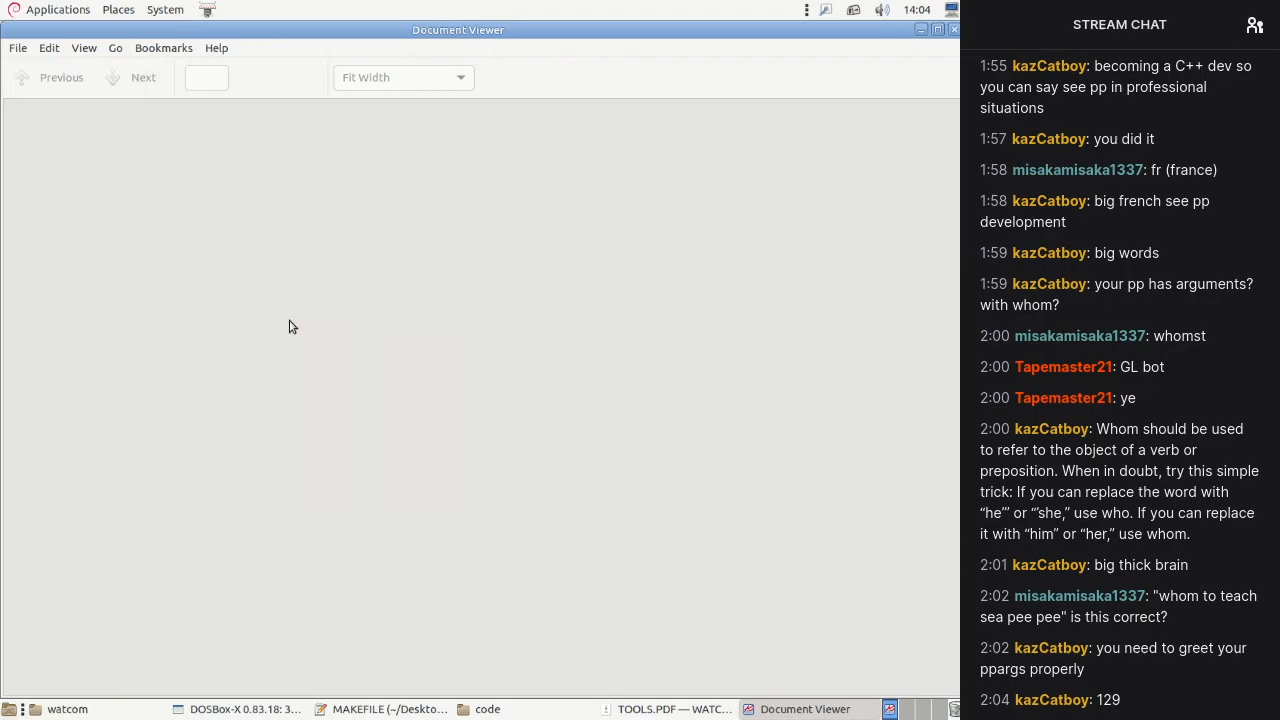 Applications Places System 14:04
Document Viewer
File Edit View Go Bookmarks Help
Previous Next Fit Width
watcom DOSBox-X 0.83.18: 3... MAKEFILE (~/Deskto... code TOOLS.PDF — WATC... Document Viewer
STREAM CHAT
1:55 kazCatboy: becoming a C++ dev so
you can say see pp in professional
situations
1:57 kazCatboy: you did it
1:58 misakamisaka1337: fr (france)
1:58 kazCatboy: big french see pp
development
1:59 kazCatboy: big words
1:59 kazCatboy: your pp has arguments?
with whom?
2:00 misakamisaka1337: whomst
2:00 Tapemaster21: GL bot
2:00 Tapemaster21: ye
2:00 kazCatboy: Whom should be used
to refer to the object of a verb or
preposition. When in doubt, try this simple
trick: If you can replace the word with
“he”’ or “’she,” use who. If you can replace
it with “him” or “her,” use whom.
2:01 kazCatboy: big thick brain
2:02 misakamisaka1337: "whom to teach
sea pee pee" is this correct?
2:02 kazCatboy: you need to greet your
ppargs properly
2:04 kazCatboy: 129